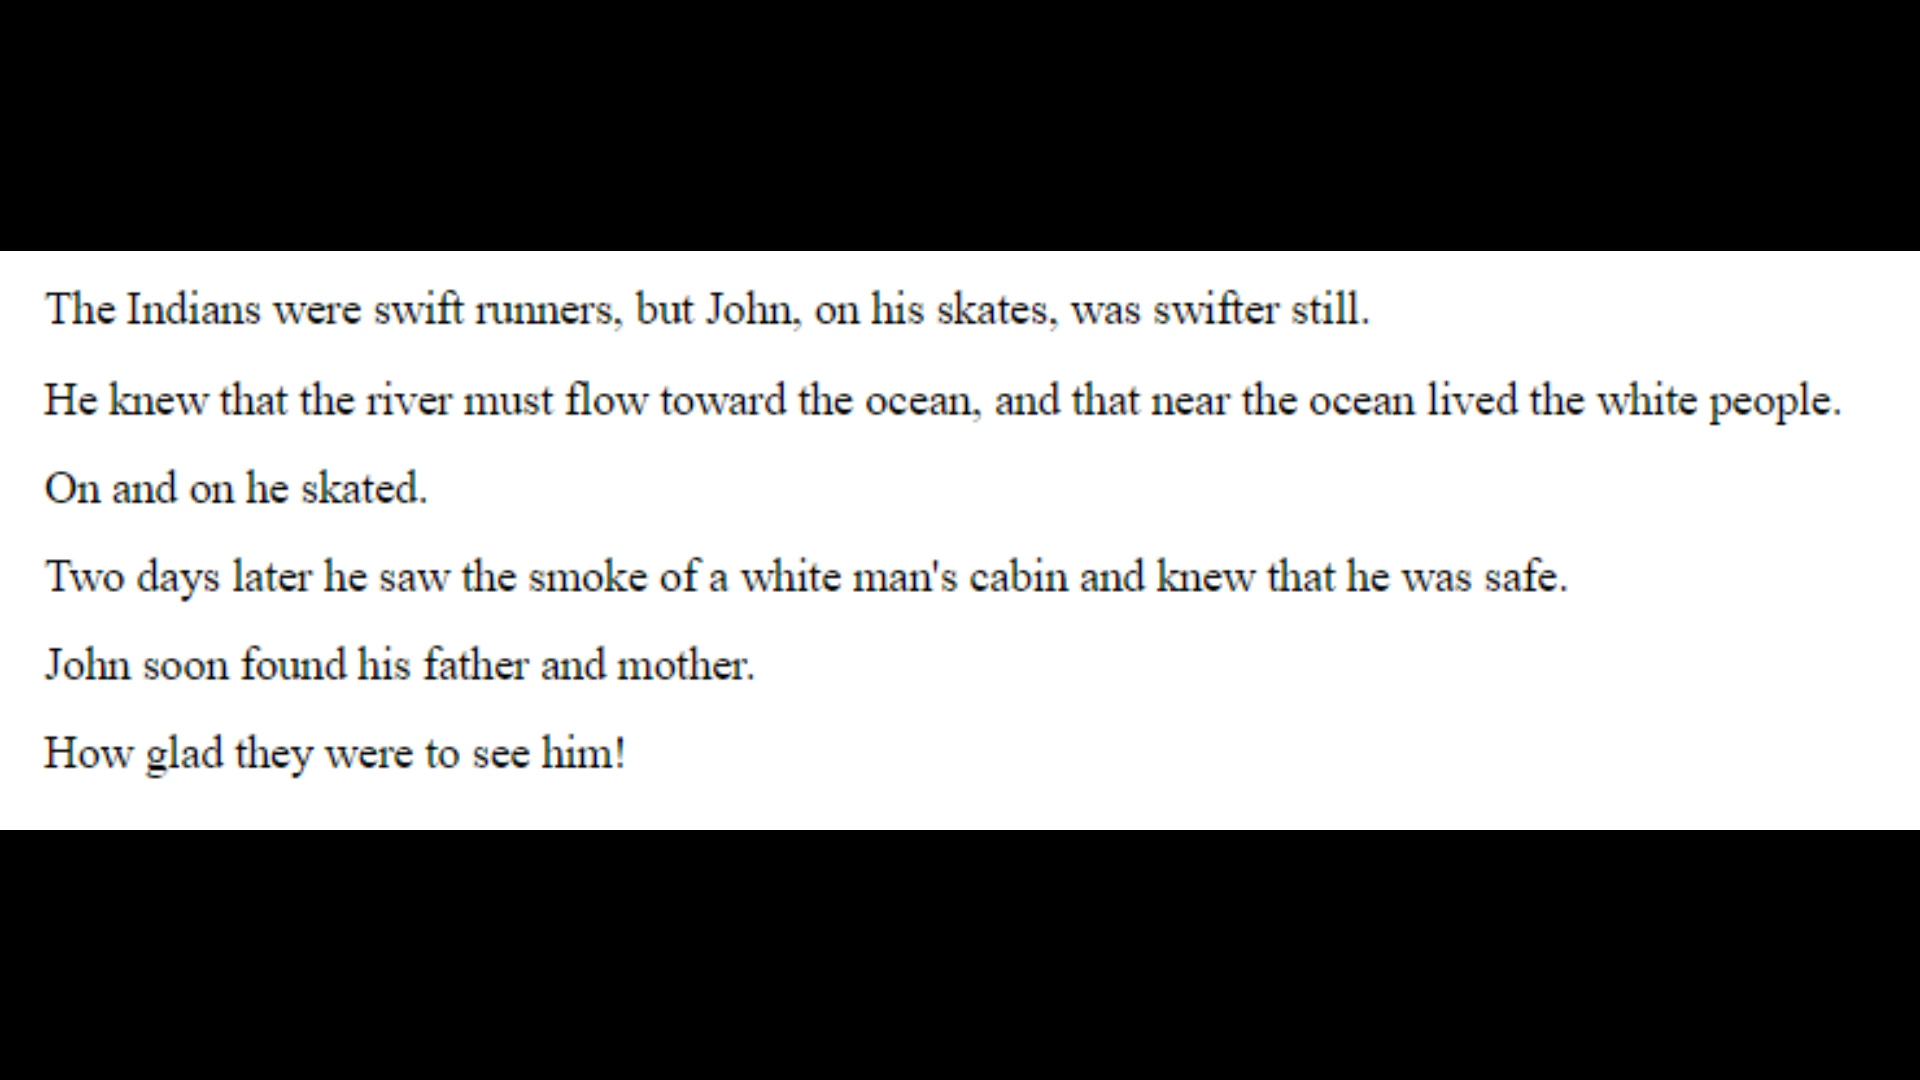 The Indians were swift runners, but John, on his skates, was swifter still.
He knew that the river must flow toward the ocean, and that near the ocean lived the white people.
On and on he skated.
Two days later he saw the smoke of a white man's cabin and knew that he was safe.
John soon found his father and mother.
How glad they were to see him!